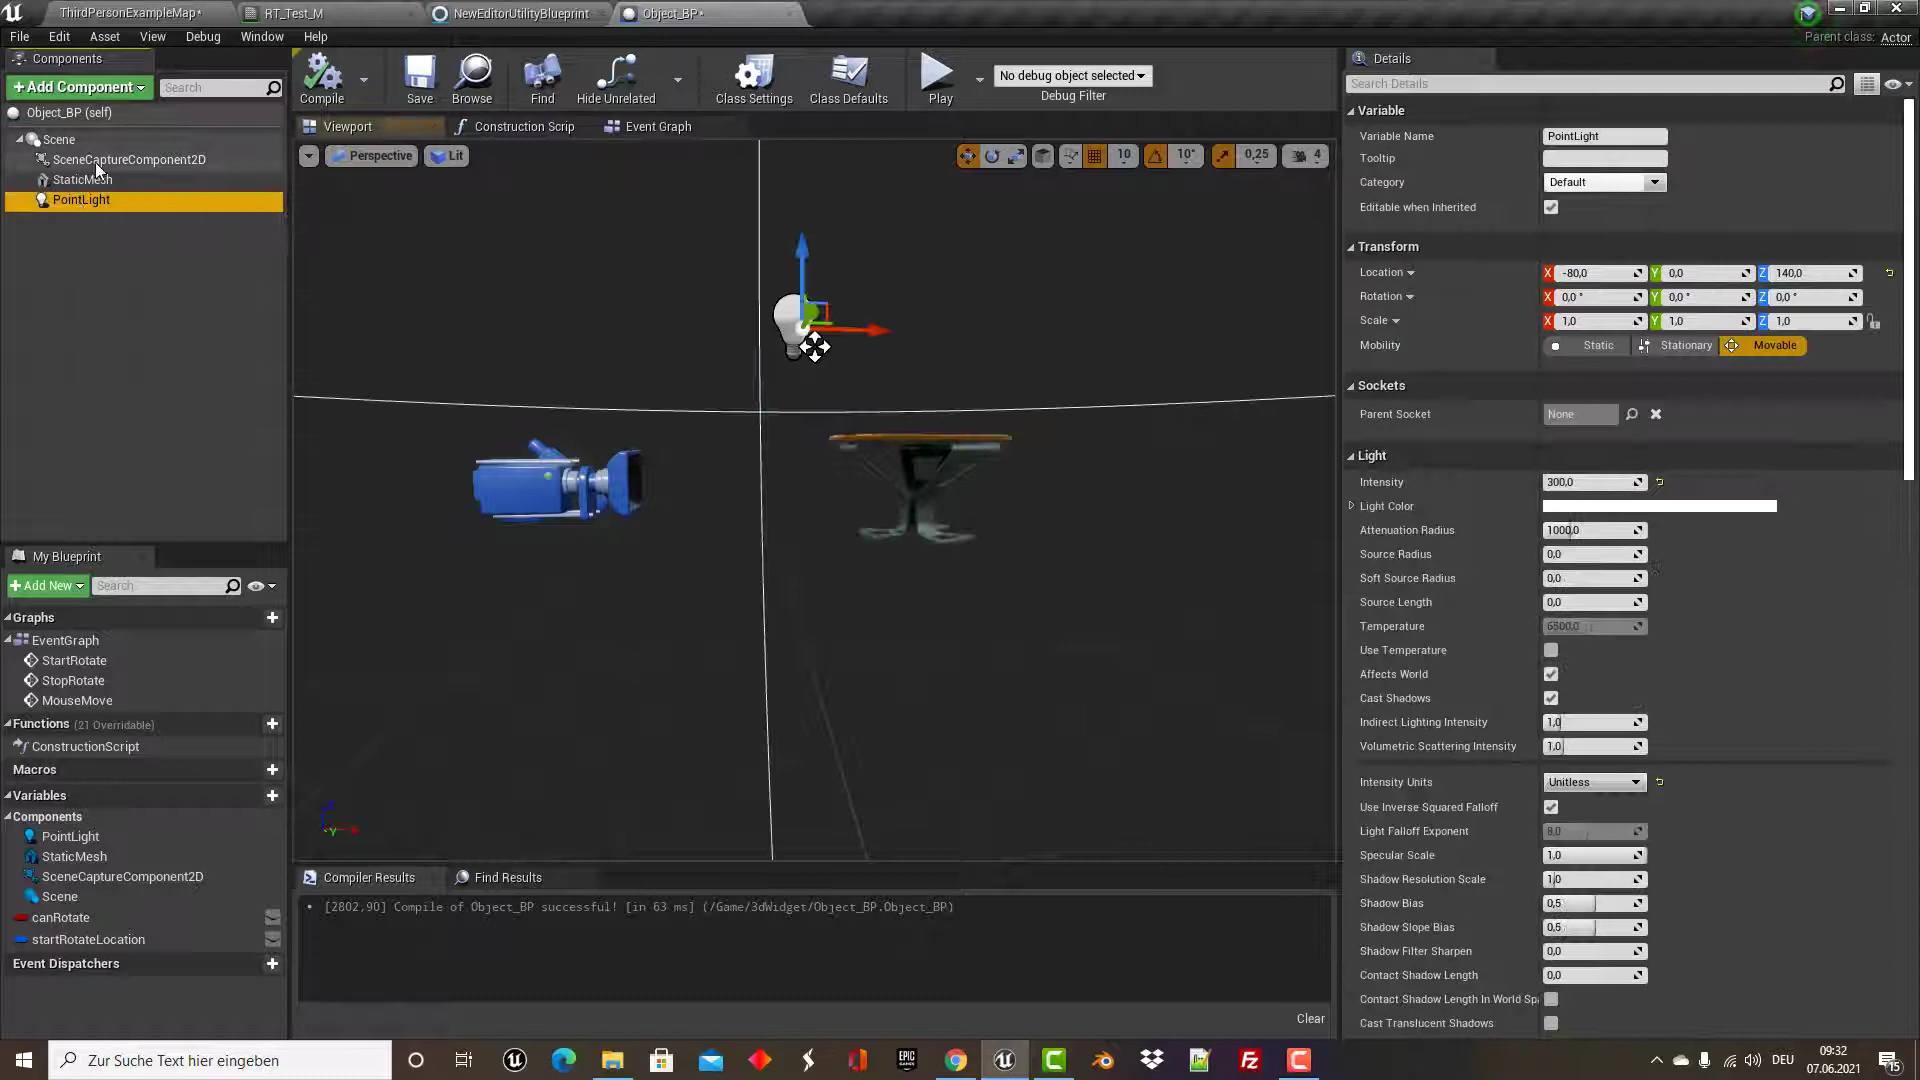 ThirdPersonExampleMap*
RT_Test_M
NewEditorUtilityBlueprint
Object_BP*
File Edit Asset View Debug Window Help
Parent class: Actor
Components
+Add Component
Search
Object_BP (self)
Scene
SceneCaptureComponent2D
StaticMesh
PointLight
Compile
Save
Browse
Find
Hide Unrelated
Class Settings
Class Defaults
Play
No debug object selected
Debug Filter
Viewport
Construction Scrip
Event Graph
Perspective
Lit
10
10°
0,25
4
Details
Search Details
Variable
Variable Name PointLight
Tooltip
Category Default
Editable when Inherited
Transform
Location X -80,0 Y 0,0 Z 140,0
Rotation X 0,0 ° Y 0,0 ° Z 0,0 °
Scale X 1,0 Y 1,0 Z 1,0
Mobility Static Stationary Movable
Sockets
Parent Socket None
Light
Intensity 300,0
Light Color
Attenuation Radius 1000,0
Source Radius 0,0
Soft Source Radius 0,0
Source Length 0,0
Temperature 6500,0
Use Temperature
Affects World
Cast Shadows
Indirect Lighting Intensity 1,0
Volumetric Scattering Intensity 1,0
Intensity Units Unitless
Use Inverse Squared Falloff
Light Falloff Exponent 8,0
Specular Scale 1,0
Shadow Resolution Scale 1,0
Shadow Bias 0,5
Shadow Slope Bias 0,5
Shadow Filter Sharpen 0,0
Contact Shadow Length 0,0
Contact Shadow Length In World Spa
Cast Translucent Shadows
My Blueprint
+Add New
Search
Graphs
EventGraph
StartRotate
StopRotate
MouseMove
Functions (21 Overridable)
ConstructionScript
Macros
Variables
Components
PointLight
StaticMesh
SceneCaptureComponent2D
Scene
canRotate
startRotateLocation
Event Dispatchers
Compiler Results
Find Results
[2802,90] Compile of Object_BP successful! [in 63 ms] (/Game/3dWidget/Object_BP.Object_BP)
Clear
Zur Suche Text hier eingeben
EPIC
DEU
09:32
07.06.2021
15